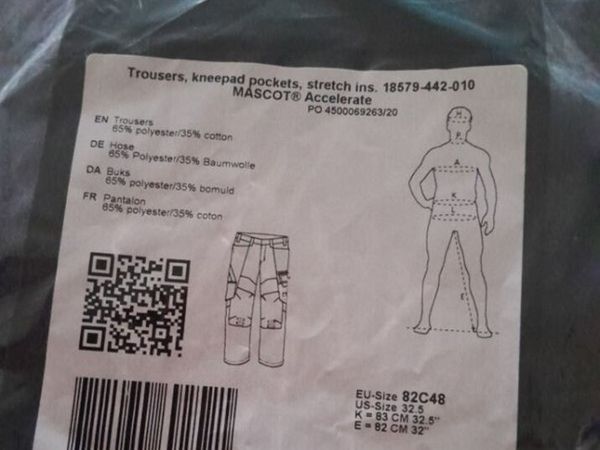 Trousers, kneepad pockets, stretch ins. 18579-442-010
MASCOT® Accelerate
PO 4500069263/20
EN Trousers
65% polyester/35% cotton
DE Hose
65% Polyester/35% Baumwolle
DA Buks
65% polyester/35% bomuld
FR Pantalon
65% polyester/35% coton
H
P
A
K
L
E
EU-Size 82C48
US-Size 32.5
K = 83 CM 32.5"
E = 82 CM 32"